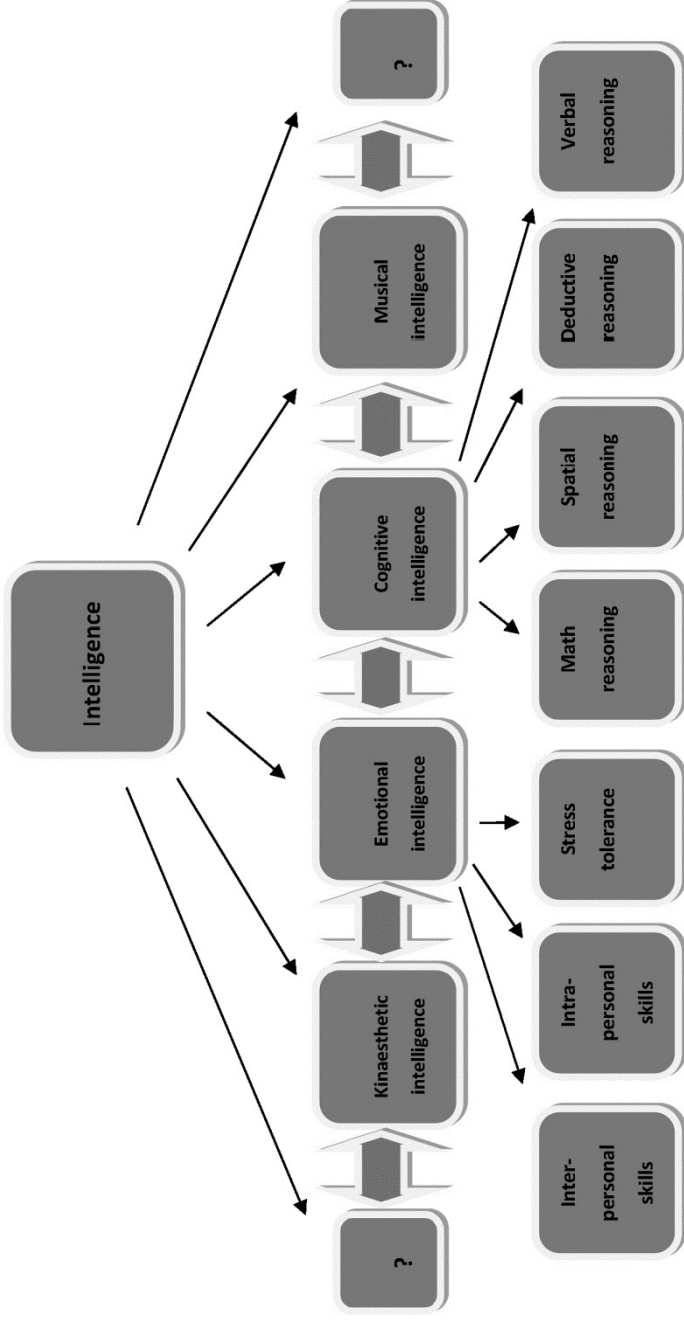 Intelligence
?
Kinaesthetic
intelligence
Emotional
intelligence
Cognitive
intelligence
Musical
intelligence
?
Inter-
personal
skills
Intra-
personal
skills
Stress
tolerance
Math
reasoning
Spatial
reasoning
Deductive
reasoning
Verbal
reasoning